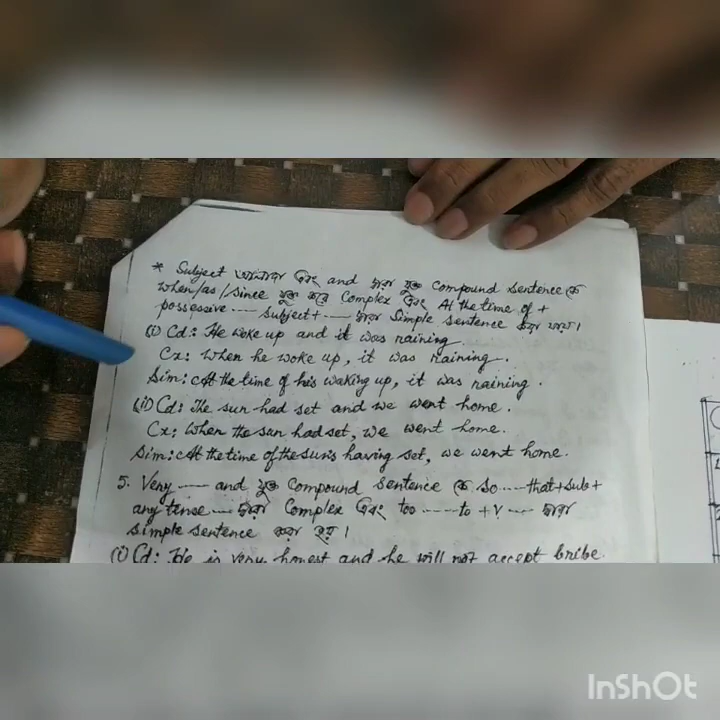 * Subject আলাদা এবং and দ্বারা যুক্ত compound sentence কে
when/as/since যুক্ত করে Complex এবং At the time of +
possessive ---- subject + ---- দ্বারা Simple sentence করা যায়।
(i) Cd: He woke up and it was raining.
Cx: When he woke up, it was raining.
Sim: At the time of his waking up, it was raining.
(ii) Cd: The sun had set and we went home.
Cx: When the sun had set, we went home.
Sim: At the time of the sun's having set, we went home.
5. Very ---- and যুক্ত Compound Sentence কে so ---- that + sub +
any tense ---- দ্বারা Complex এবং too ---- to + V ---- দ্বারা
simple sentence করা হয়।
(i) Cd: He is very honest and he will not accept bribe.
InShOt